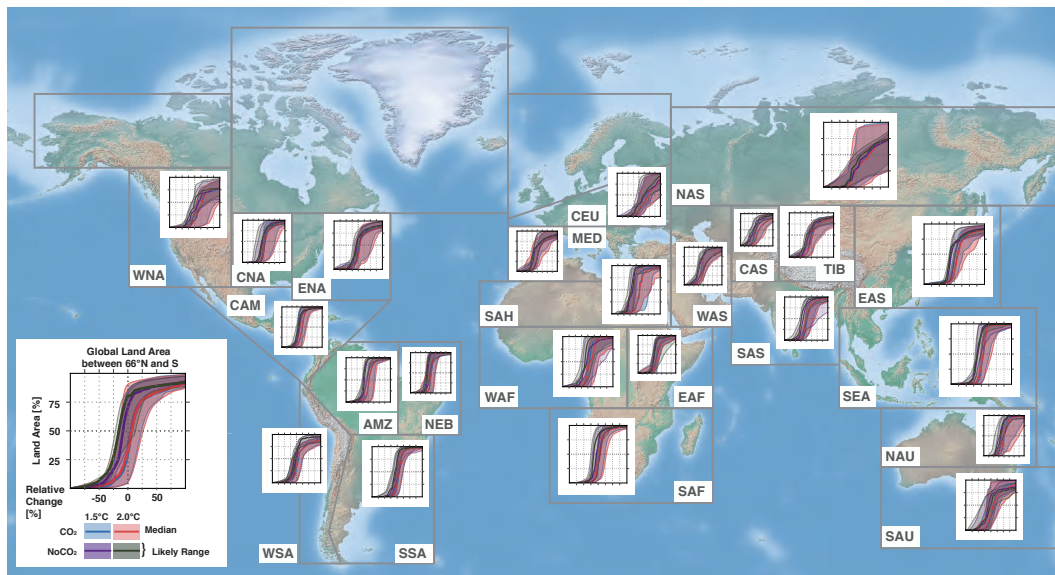 NAS
CEU
MED
WNA
CNA
ENA
CAS
TIB
CAM
SAH
WAS
EAS
SAS
Global Land Area
between 66°N and S
Land Area [%]
75
50
25
Relative
Change
[%]
-50 0 50
1.5°C 2.0°C
CO₂ Median
NoCO₂ } Likely Range
WAF
EAF
SEA
AMZ
NEB
NAU
SAF
SAU
WSA
SSA